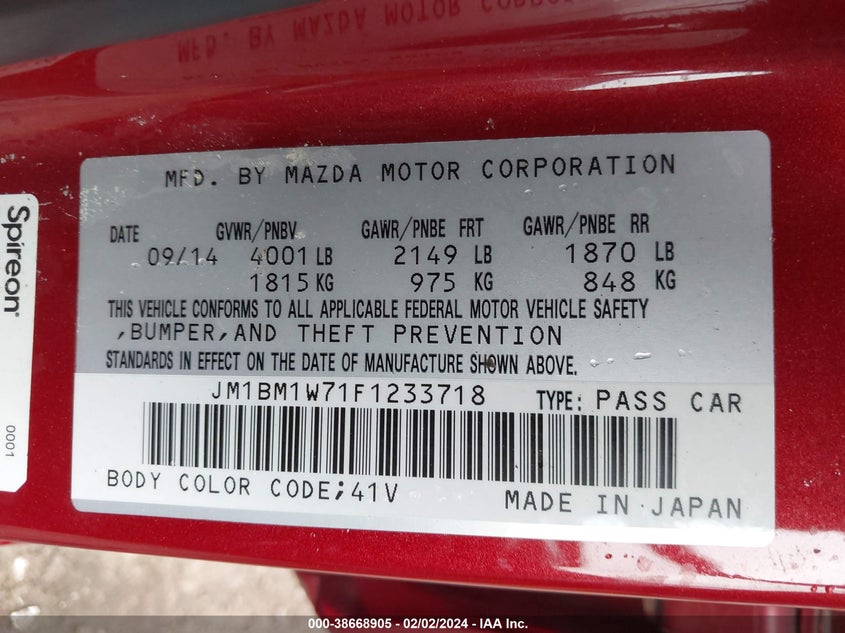 MFD. BY MAZDA MOTOR CORPORATION
DATE GVWR/PNBV GAWR/PNBE FRT GAWR/PNBE RR
09/14 4001 LB 2149 LB 1870 LB
1815 KG 975 KG 848 KG
THIS VEHICLE CONFORMS TO ALL APPLICABLE FEDERAL MOTOR VEHICLE SAFETY
,BUMPER,AND THEFT PREVENTION
STANDARDS IN EFFECT ON THE DATE OF MANUFACTURE SHOWN ABOVE.
JM1BM1W71F1233718 TYPE: PASS CAR
BODY COLOR CODE;41V
MADE IN JAPAN
Spireon
0001
000-38668905 - 02/02/2024 - IAA Inc.